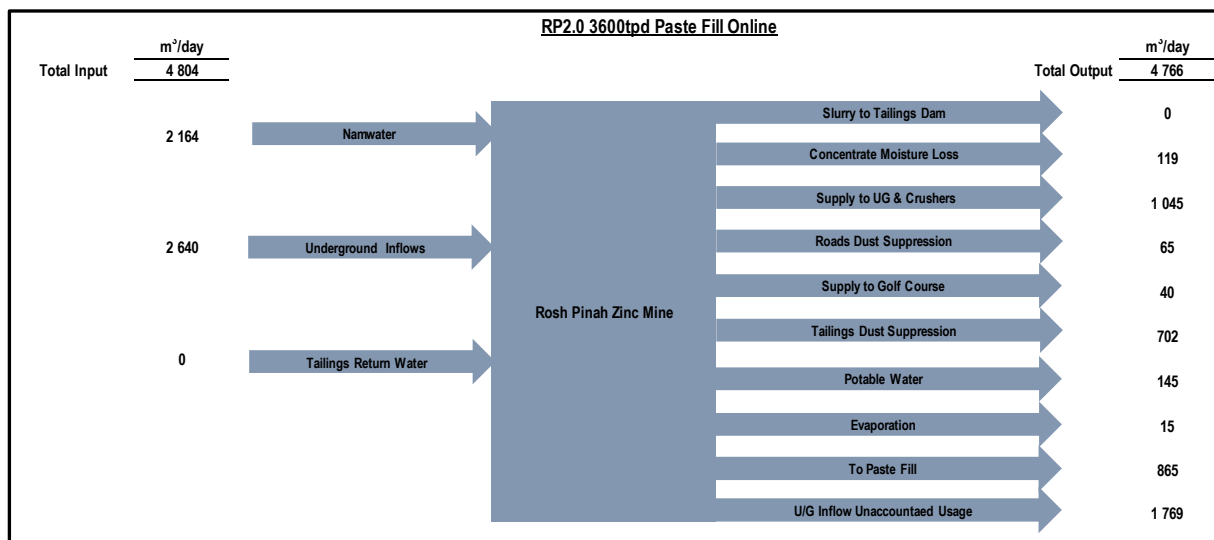 RP2.0 3600tpd Paste Fill Online
m³/day
m³/day
Total Input 4 804
Total Output 4 766
2 164 Namwater
2 640 Underground Inflows
0 Tailings Return Water
Rosh Pinah Zinc Mine
Slurry to Tailings Dam 0
Concentrate Moisture Loss 119
Supply to UG & Crushers 1 045
Roads Dust Suppression 65
Supply to Golf Course 40
Tailings Dust Suppression 702
Potable Water 145
Evaporation 15
To Paste Fill 865
U/G Inflow Unaccountaed Usage 1 769